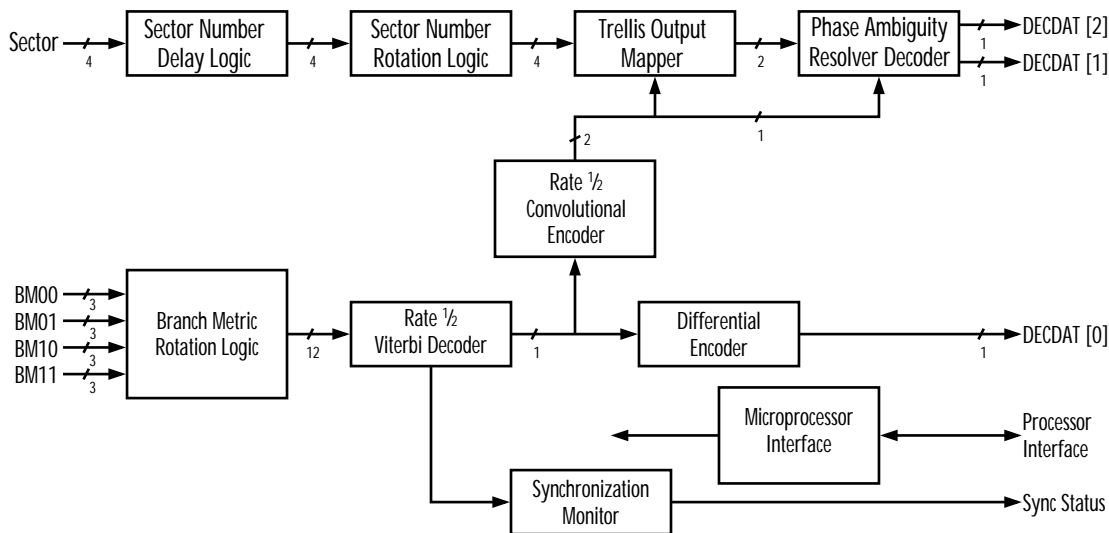 Sector
4
Sector Number
Delay Logic
4
Sector Number
Rotation Logic
4
Trellis Output
Mapper
2
Phase Ambiguity
Resolver Decoder
1
DECDAT [2]
1
DECDAT [1]
2
1
Rate ½
Convolutional
Encoder
BM00
3
BM01
3
BM10
3
BM11
3
Branch Metric
Rotation Logic
12
Rate ½
Viterbi Decoder
1
Differential
Encoder
1
DECDAT [0]
Microprocessor
Interface
Processor
Interface
Synchronization
Monitor
Sync Status